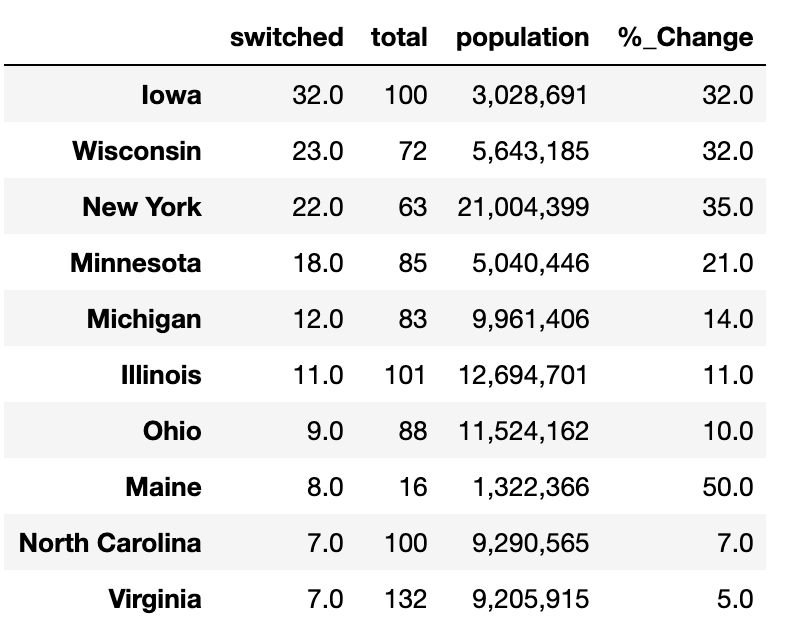 switched total population %_Change
Iowa 32.0 100 3,028,691 32.0
Wisconsin 23.0 72 5,643,185 32.0
New York 22.0 63 21,004,399 35.0
Minnesota 18.0 85 5,040,446 21.0
Michigan 12.0 83 9,961,406 14.0
Illinois 11.0 101 12,694,701 11.0
Ohio 9.0 88 11,524,162 10.0
Maine 8.0 16 1,322,366 50.0
North Carolina 7.0 100 9,290,565 7.0
Virginia 7.0 132 9,205,915 5.0